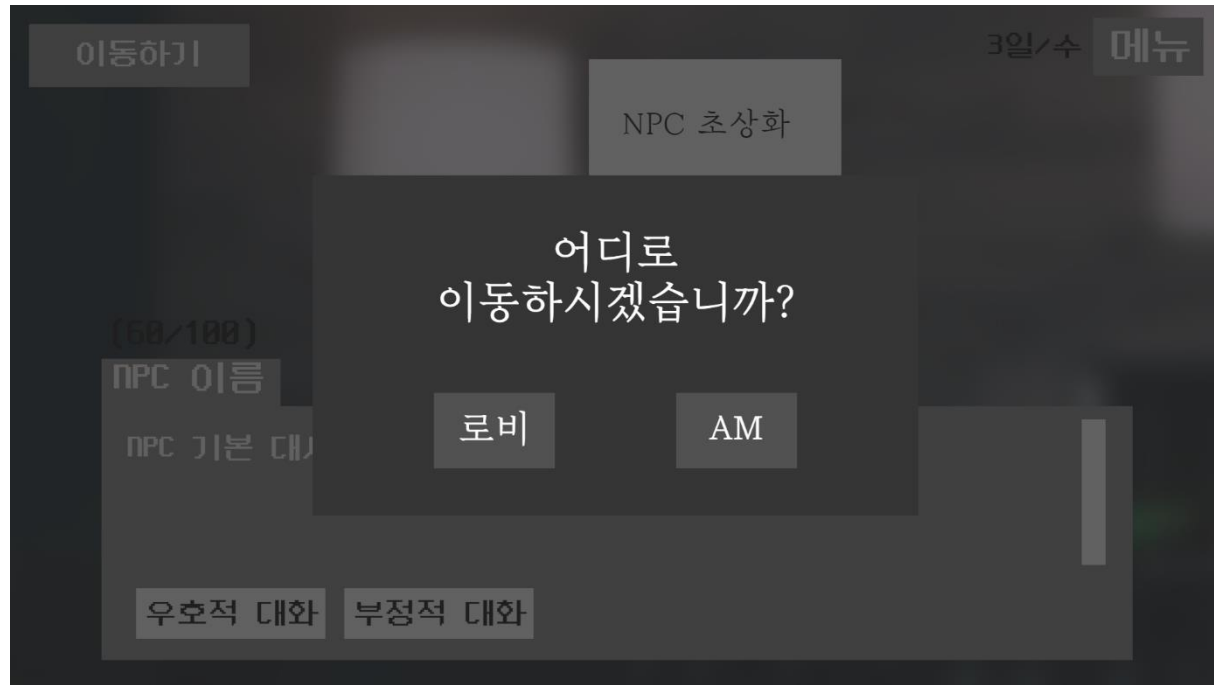 이동하기
3일/수
메뉴
NPC 초상화
어디로
이동하시겠습니까?
(60/100)
NPC 이름
로비
AM
NPC 기본
우호적 대화
부정적 대화